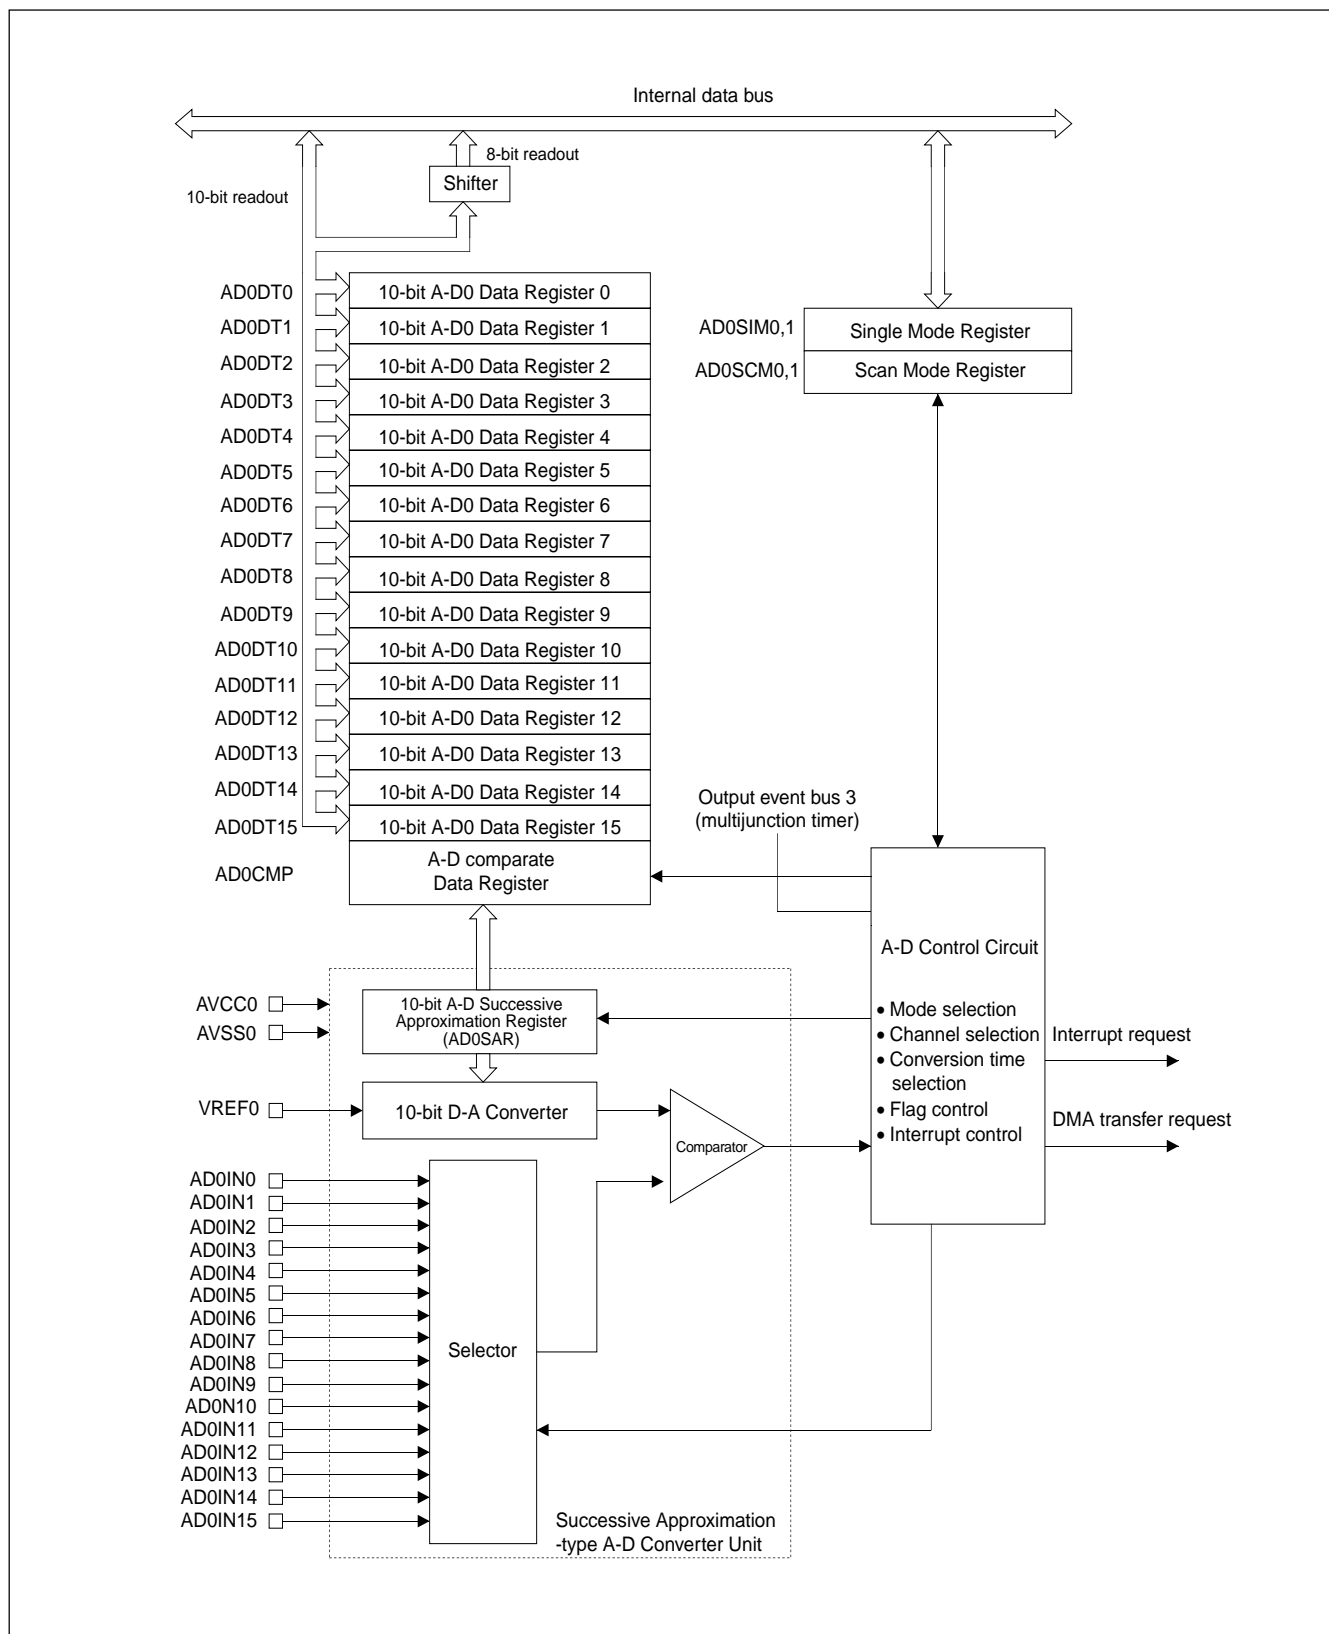 Internal data bus
8-bit readout
Shifter
10-bit readout
AD0DT0
10-bit A-D0 Data Register 0
AD0DT1
10-bit A-D0 Data Register 1
AD0SIM0,1
Single Mode Register
AD0DT2
10-bit A-D0 Data Register 2
AD0SCM0,1
Scan Mode Register
AD0DT3
10-bit A-D0 Data Register 3
AD0DT4
10-bit A-D0 Data Register 4
AD0DT5
10-bit A-D0 Data Register 5
AD0DT6
10-bit A-D0 Data Register 6
AD0DT7
10-bit A-D0 Data Register 7
AD0DT8
10-bit A-D0 Data Register 8
AD0DT9
10-bit A-D0 Data Register 9
AD0DT10
10-bit A-D0 Data Register 10
AD0DT11
10-bit A-D0 Data Register 11
AD0DT12
10-bit A-D0 Data Register 12
AD0DT13
10-bit A-D0 Data Register 13
AD0DT14
10-bit A-D0 Data Register 14
AD0DT15
10-bit A-D0 Data Register 15
Output event bus 3
(multijunction timer)
AD0CMP
A-D comparate
Data Register
A-D Control Circuit
• Mode selection
• Channel selection
• Conversion time
selection
• Flag control
• Interrupt control
Interrupt request
DMA transfer request
AVCC0
AVSS0
10-bit A-D Successive
Approximation Register
(AD0SAR)
VREF0
10-bit D-A Converter
Comparator
AD0IN0
AD0IN1
AD0IN2
AD0IN3
AD0IN4
AD0IN5
AD0IN6
AD0IN7
AD0IN8
AD0IN9
AD0N10
AD0IN11
AD0IN12
AD0IN13
AD0IN14
AD0IN15
Selector
Successive Approximation
-type A-D Converter Unit